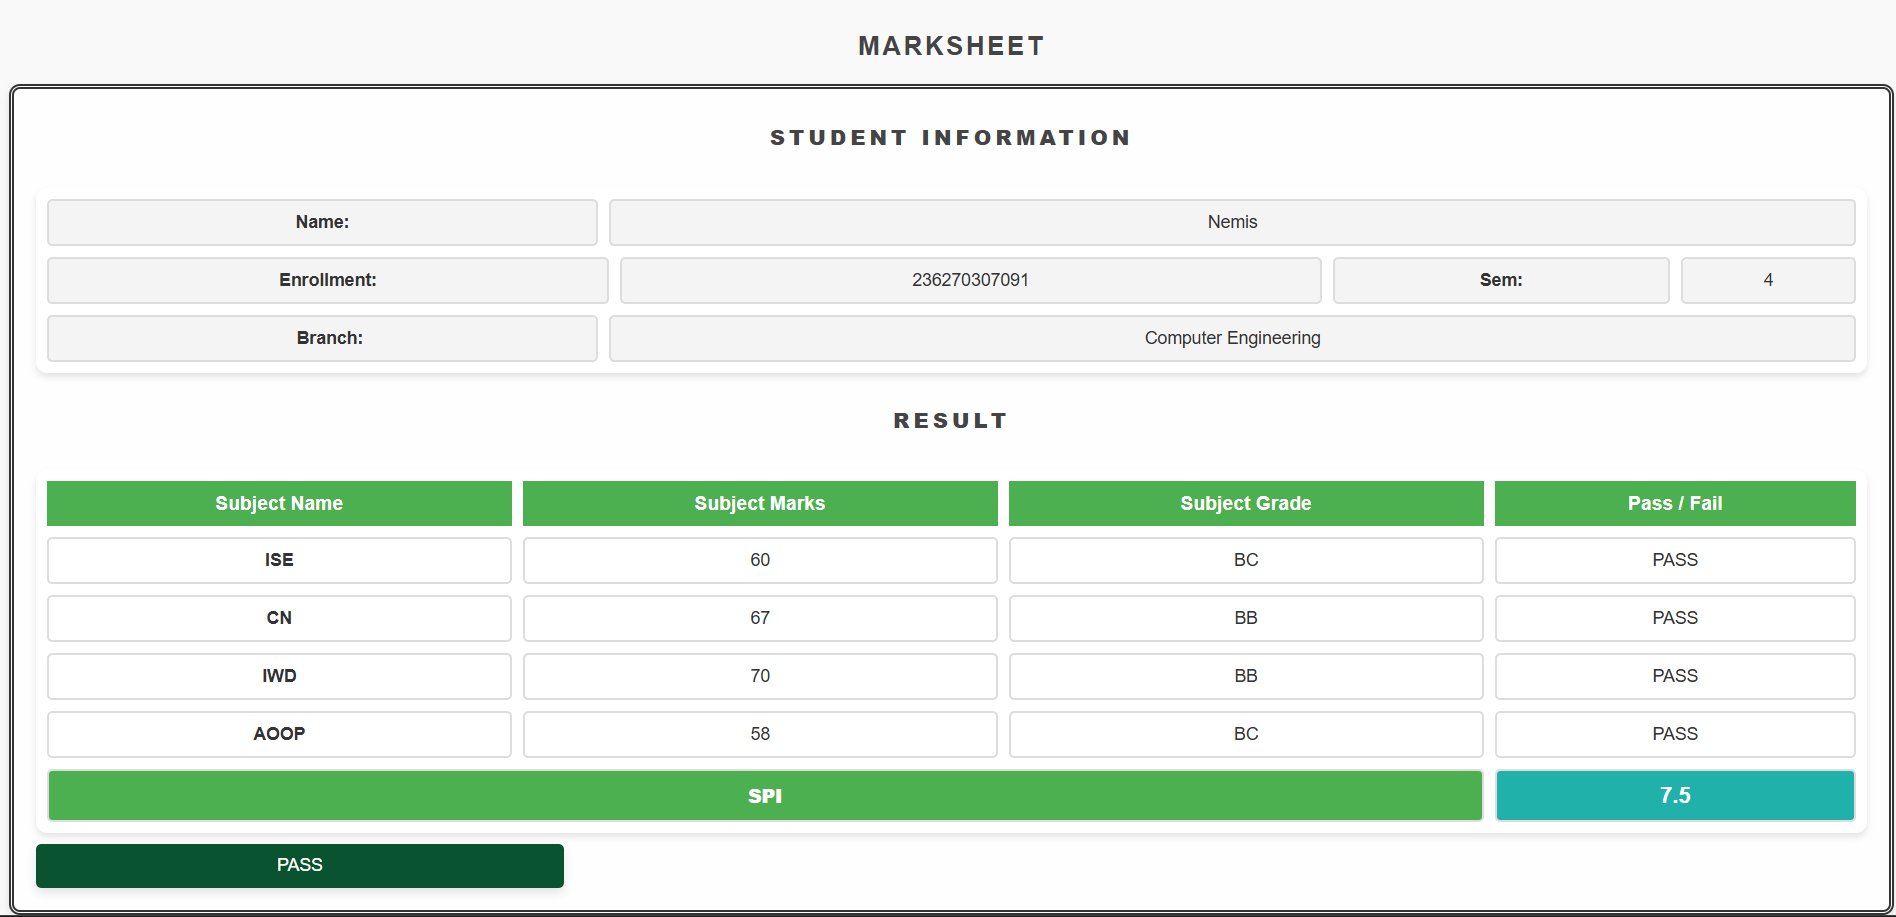 MARKSHEET
STUDENT INFORMATION
Name: Nemis
Enrollment: 236270307091 Sem: 4
Branch: Computer Engineering
RESULT
Subject Name Subject Marks Subject Grade Pass / Fail
ISE 60 BC PASS
CN 67 BB PASS
IWD 70 BB PASS
AOOP 58 BC PASS
SPI 7.5
PASS